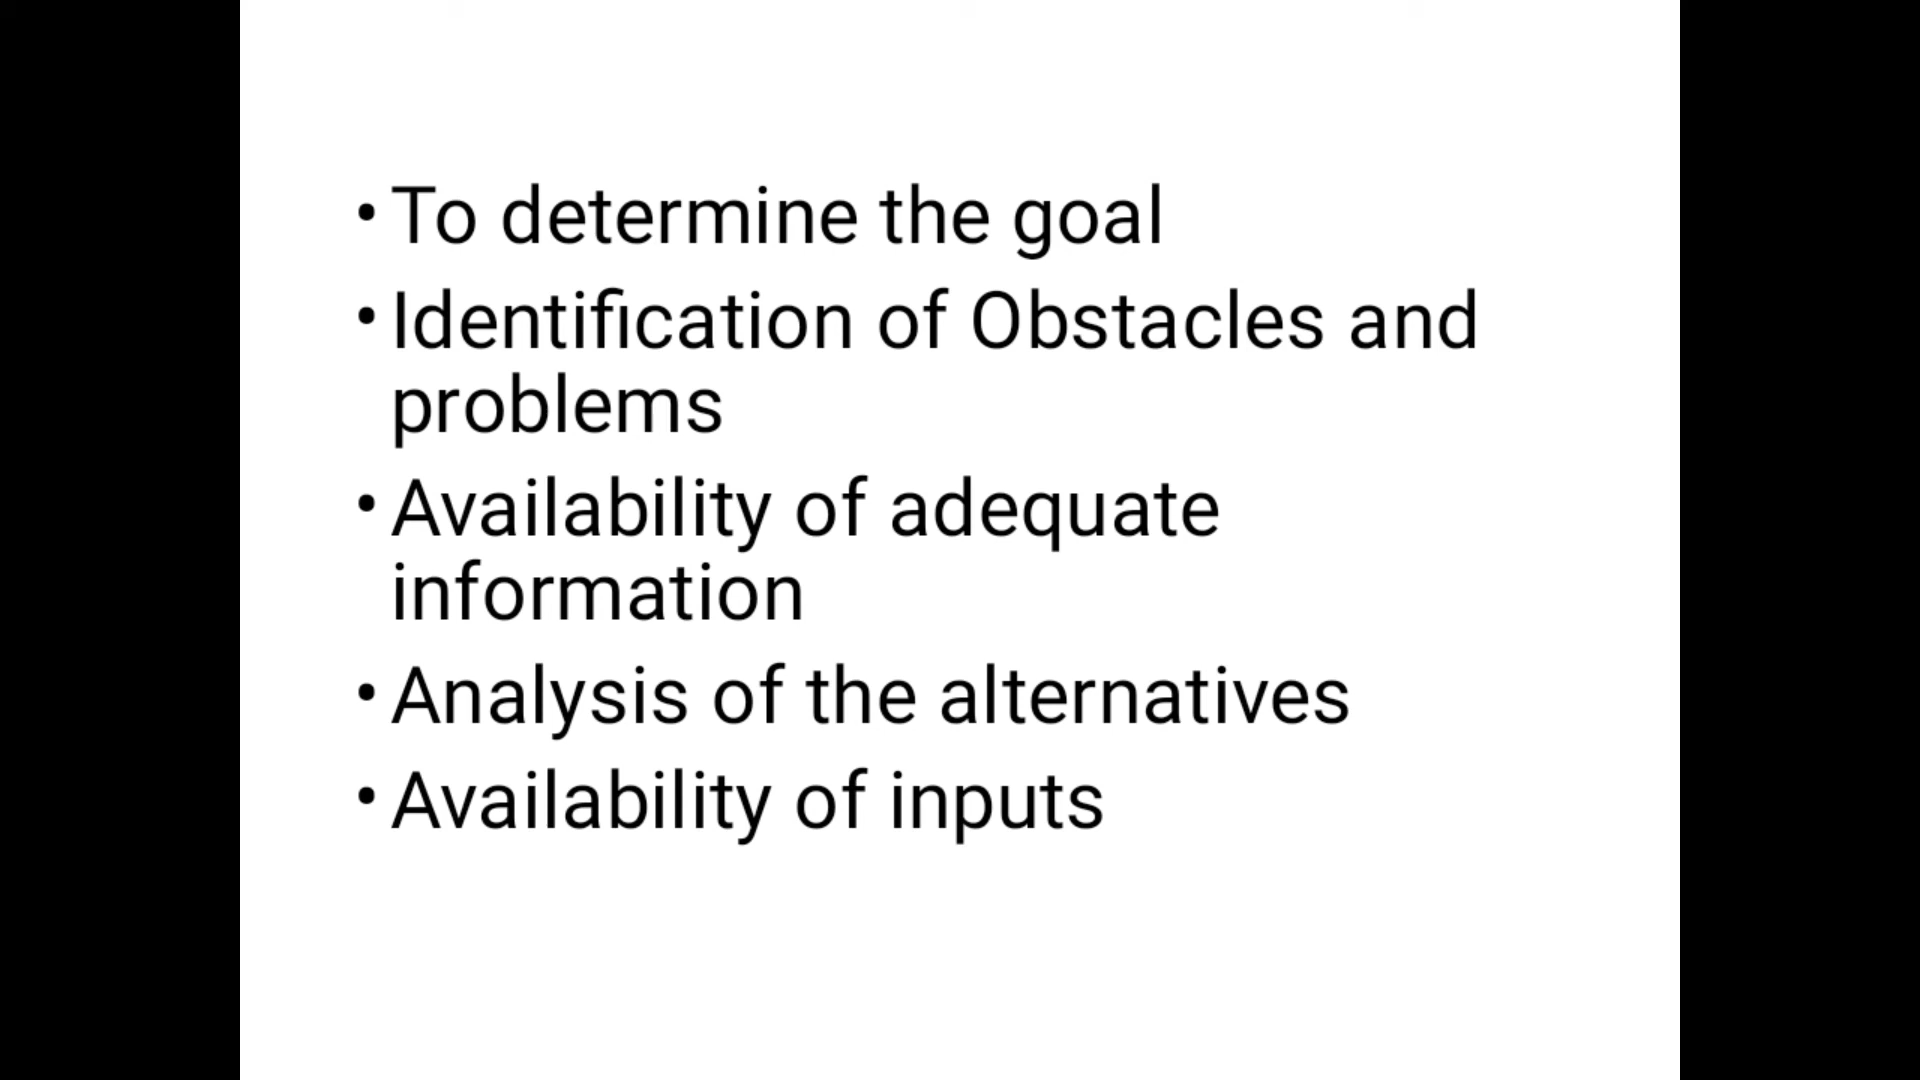 • To determine the goal
• Identification of Obstacles and
problems
• Availability of adequate
information
• Analysis of the alternatives
• Availability of inputs